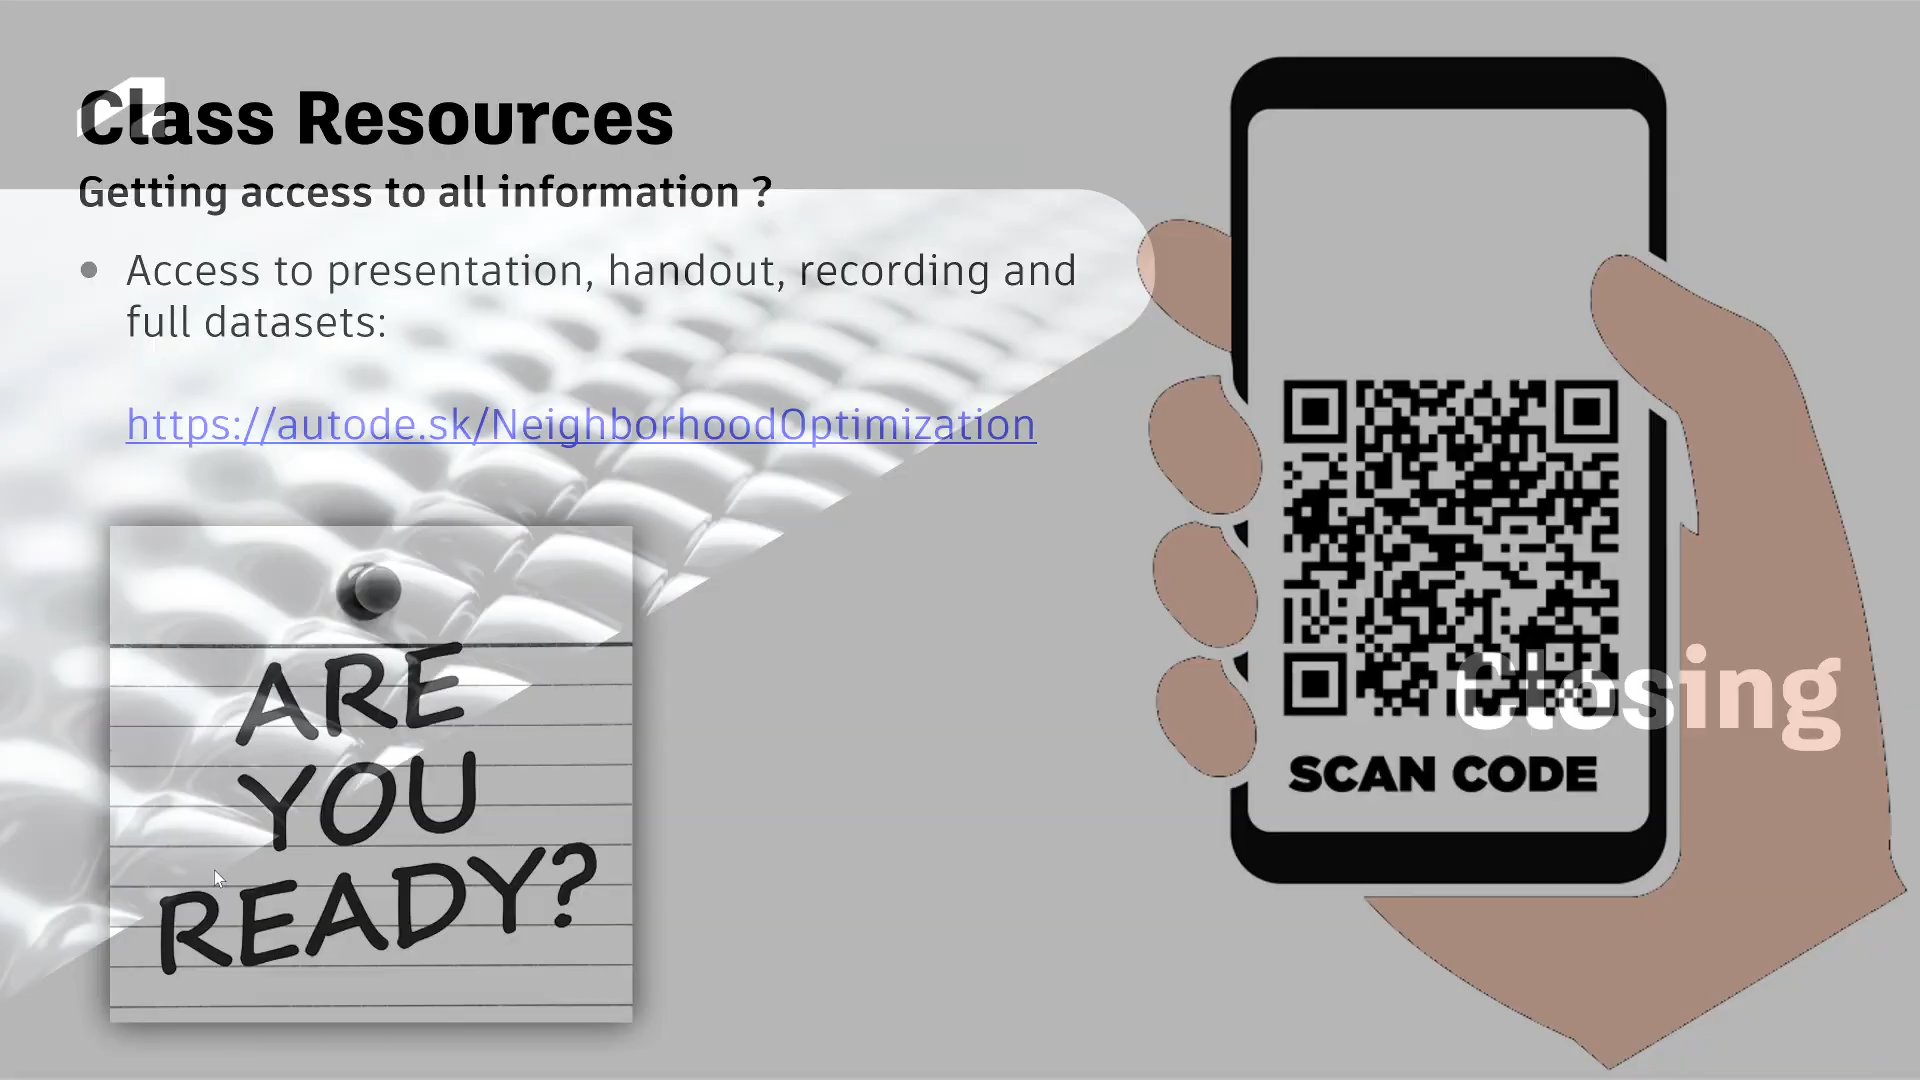 Class Resources
Getting access to all information ?
Access to presentation, handout, recording and
full datasets:
https://autode.sk/NeighborhoodOptimization
ARE
YOU
READY?
SCAN CODE
Closing